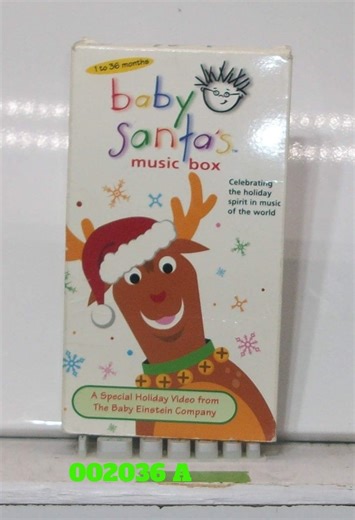 1 to 36 months
baby
santa's™
music box
Celebrating
the holiday
spirit in music
of the world
A Special Holiday Video from
The Baby Einstein Company
002036 A